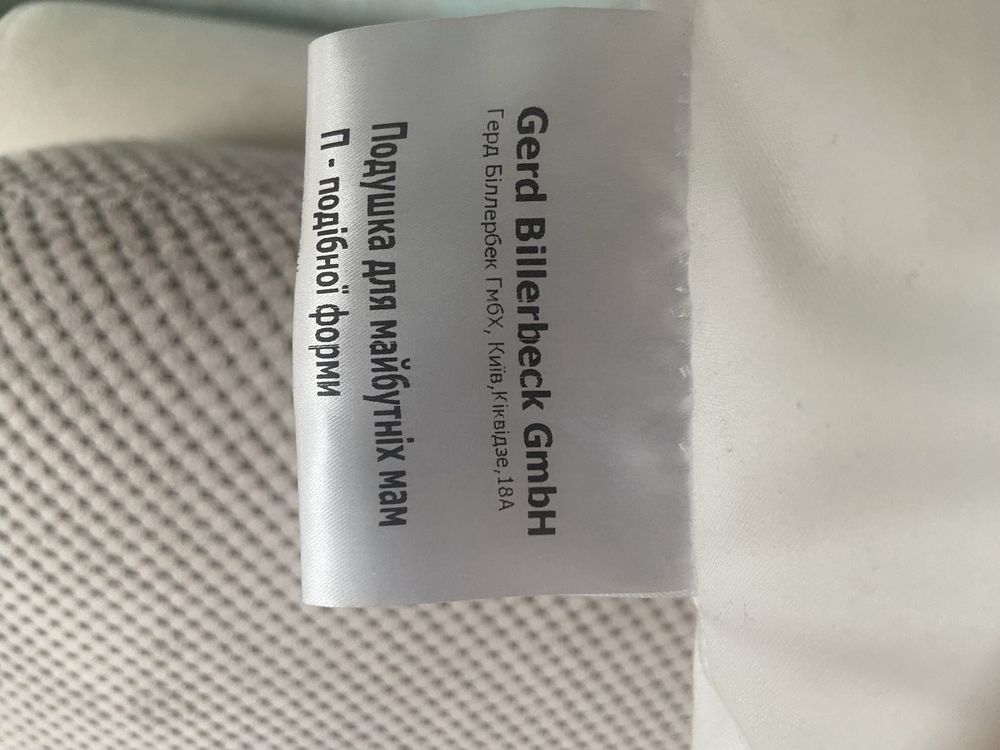 Gerd Billerbeck GmbH
Герд Біллербек ГмбХ, Київ,Кіквідзе,18А
Подушка для майбутніх мам
П - подібної форми